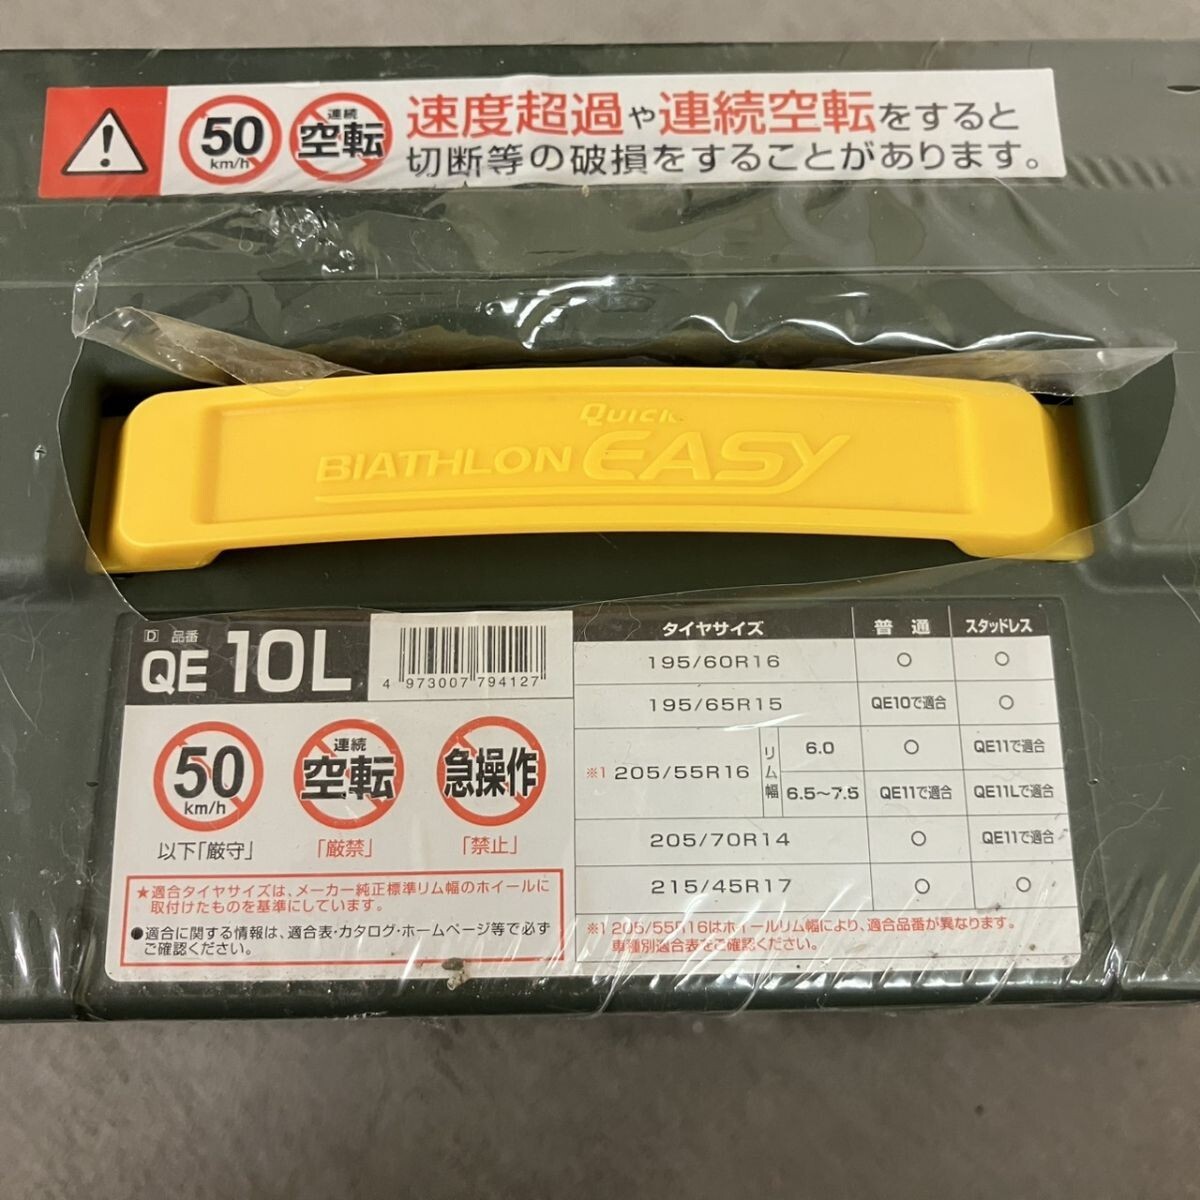 50 km/h
連続 空転
速度超過や連続空転をすると
切断等の破損をすることがあります。
QUICK
BIATHLON EASY
D 品番
QE 10L
4 973007 794127
50 km/h
以下「厳守」
連続 空転
「厳禁」
急操作
「禁止」
★適合タイヤサイズは、メーカー純正標準リム幅のホイールに
取付けたものを基準にしています。
●適合に関する情報は、適合表・カタログ・ホームページ等で必ず
ご確認ください。
タイヤサイズ 普通 スタッドレス
195/60R16 ○ ○
195/65R15 QE10で適合 ○
※1 205/55R16 リム幅 6.0 ○ QE11で適合
6.5～7.5 QE11で適合 QE11Lで適合
205/70R14 ○ QE11で適合
215/45R17 ○ ○
※1 205/55R16はホイールリム幅により、適合品番が異なります。
車種別適合表をご確認ください。